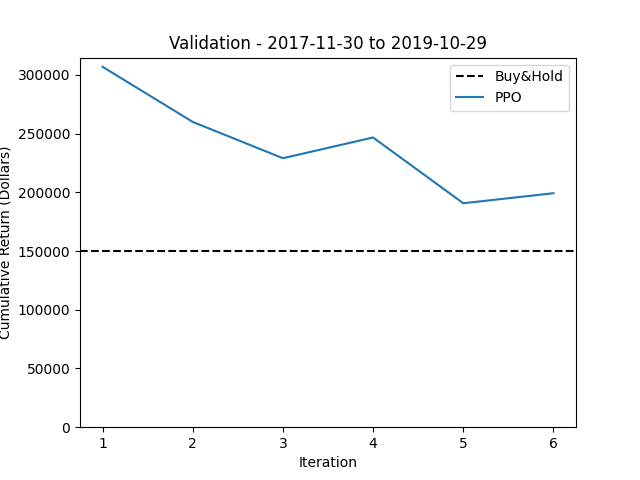 Validation - 2017-11-30 to 2019-10-29
Buy&Hold
PPO
Cumulative Return (Dollars)
300000
250000
200000
150000
100000
50000
0
1 2 3 4 5 6
Iteration